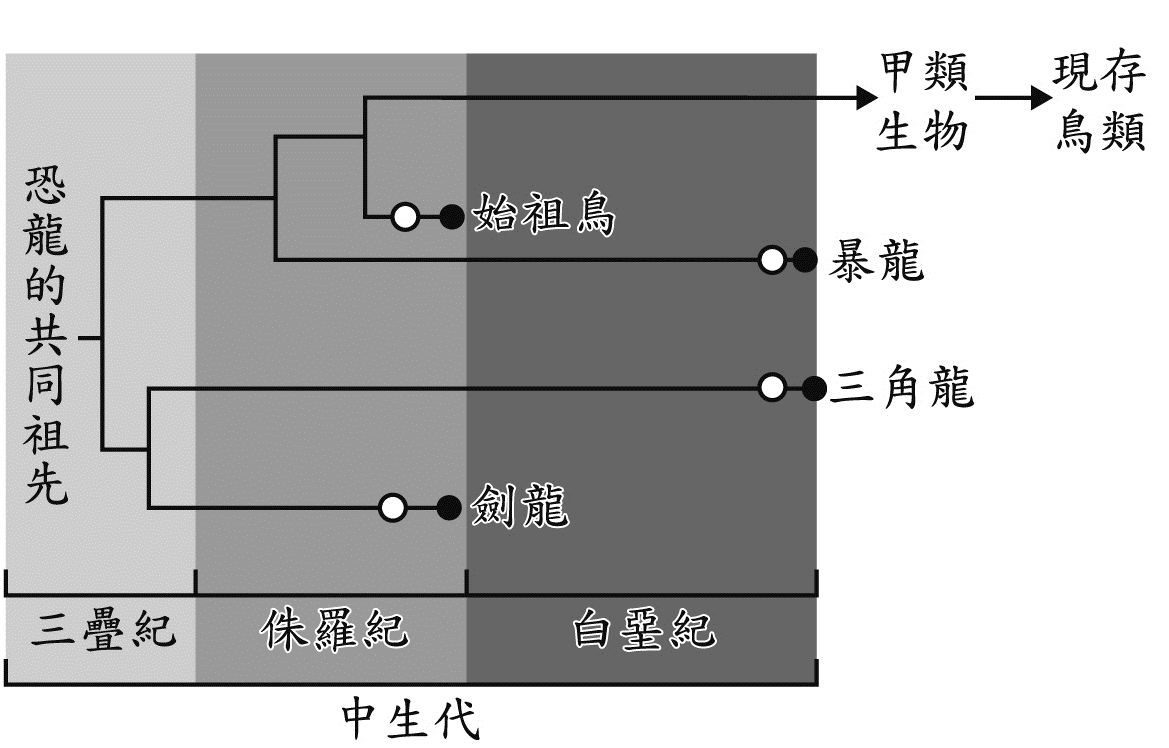 甲類
生物
現存
鳥類
恐龍的共同祖先
始祖鳥
暴龍
三角龍
劍龍
三疊紀
侏羅紀
白堊紀
中生代